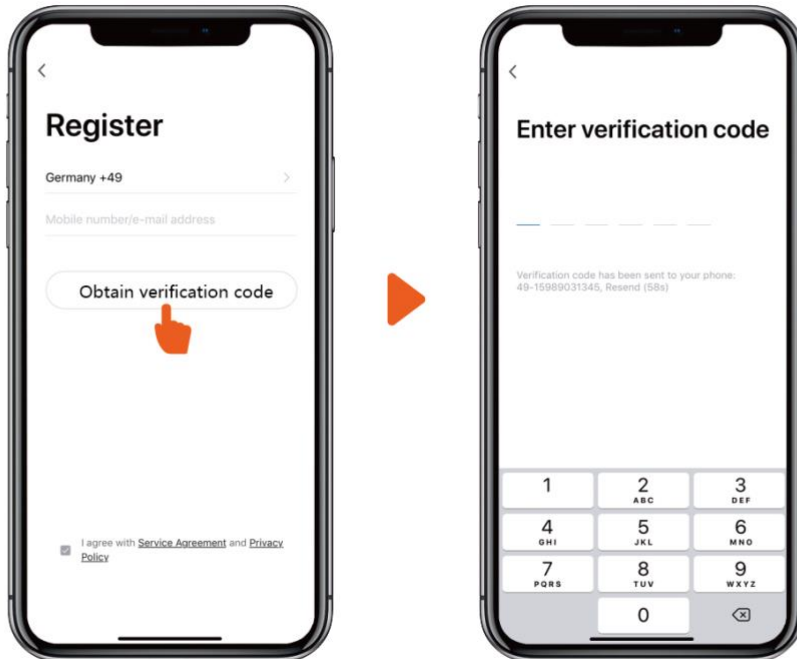 Register
Germany +49
Mobile number/e-mail address
Obtain verification code
I agree with Service Agreement and Privacy
Policy
Enter verification code
Verification code has been sent to your phone:
49-15989031345, Resend (58s)
1 2 3
ABC DEF
4 5 6
GHI JKL MNO
7 8 9
PQRS TUV WXYZ
0